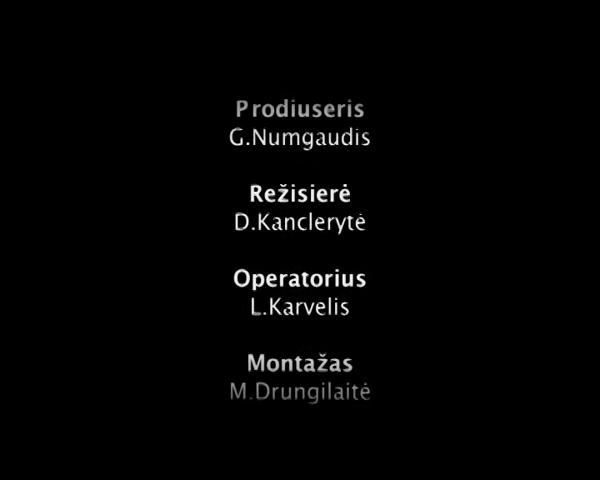 Prodiuseris
G.Numgaudis
Režisierė
D.Kanclerytė
Operatorius
L.Karvelis
Montažas
M.Drungilaitė